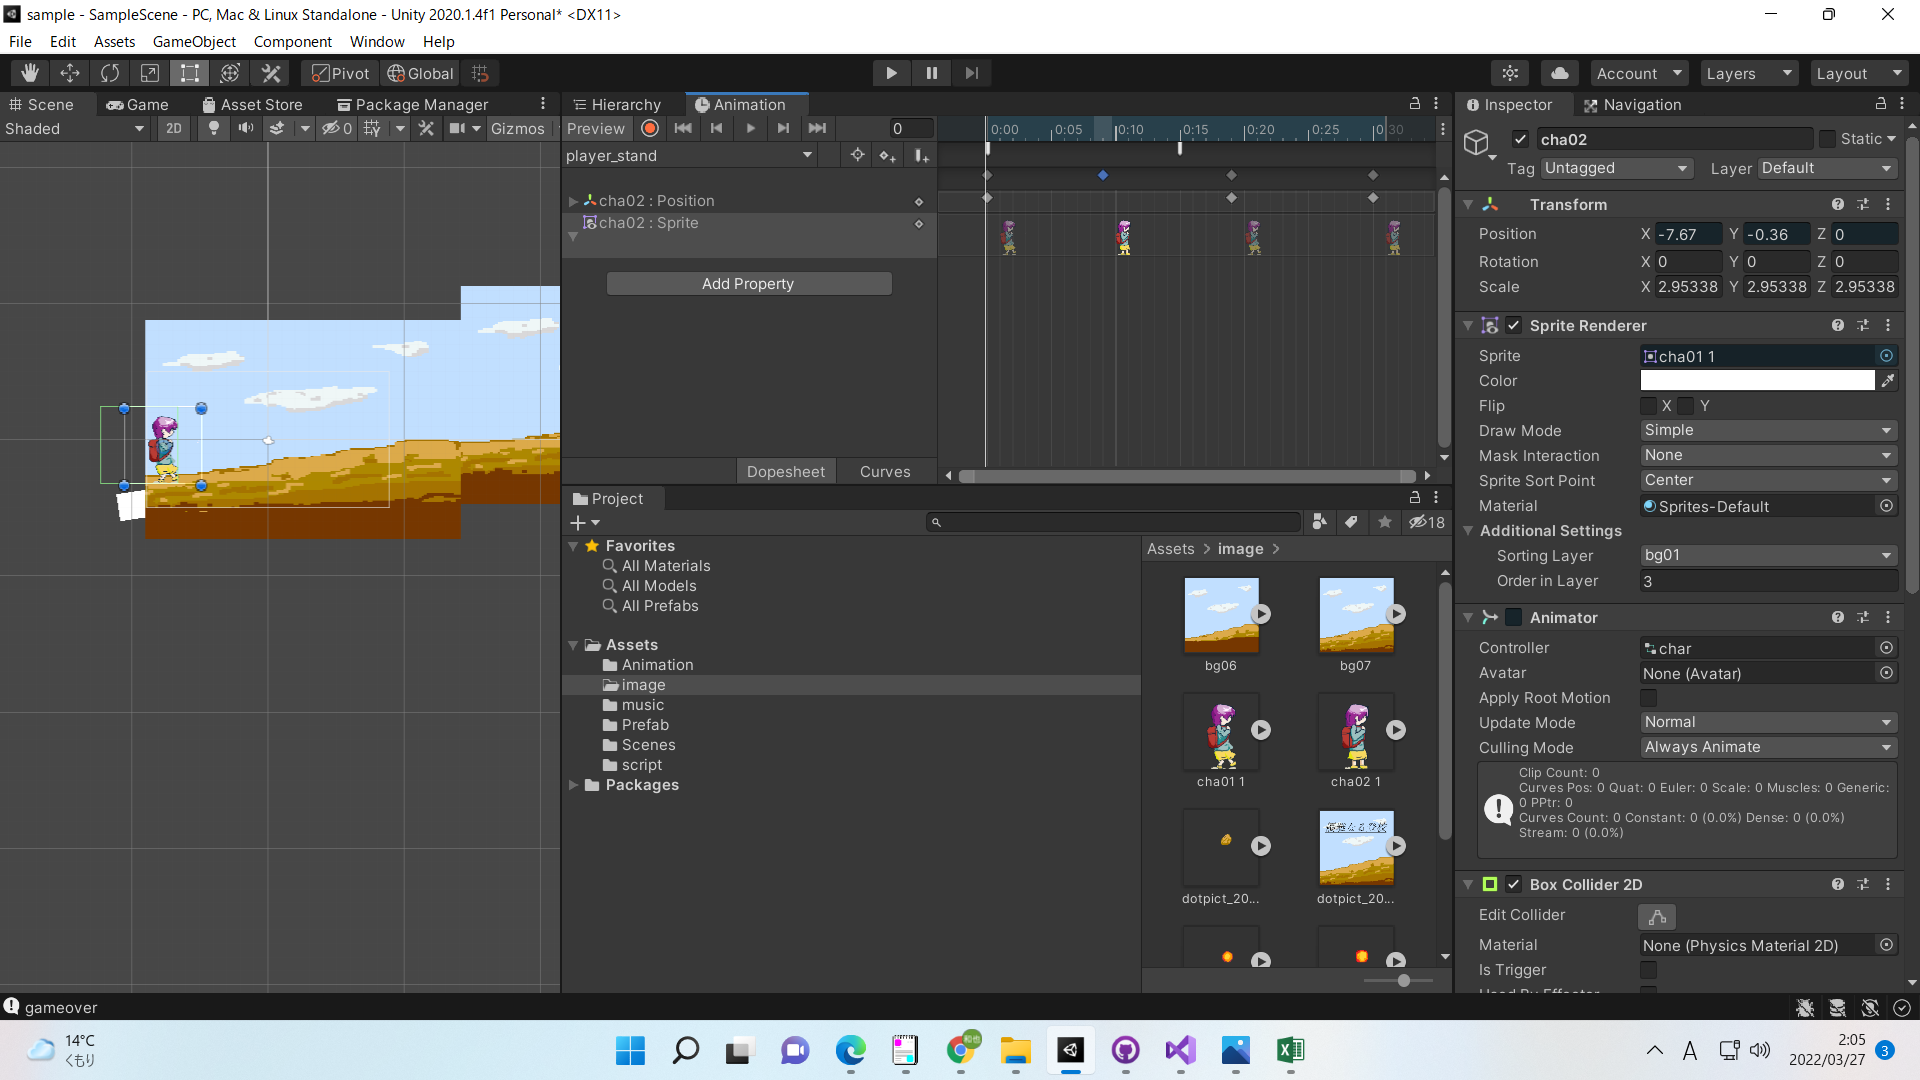 sample - SampleScene - PC, Mac & Linux Standalone - Unity 2020.1.4f1 Personal* <DX11>
File Edit Assets GameObject Component Window Help
Pivot Global Account Layers Layout
Scene Game Asset Store Package Manager
Shaded 2D 0 Gizmos
Hierarchy Animation
Preview 0
0:00 0:05 0:10 0:15 0:20 0:25 0:30
player_stand
cha02 : Position
cha02 : Sprite
Add Property
Dopesheet Curves
Project
18
Favorites
All Materials
All Models
All Prefabs
Assets
Animation
image
music
Prefab
Scenes
script
Packages
Assets > image >
bg06 bg07
cha01 1 cha02 1
dotpict_20... dotpict_20...
Inspector Navigation
cha02 Static
Tag Untagged Layer Default
Transform
Position X -7.67 Y -0.36 Z 0
Rotation X 0 Y 0 Z 0
Scale X 2.95338 Y 2.95338 Z 2.95338
Sprite Renderer
Sprite cha01 1
Color
Flip X Y
Draw Mode Simple
Mask Interaction None
Sprite Sort Point Center
Material Sprites-Default
Additional Settings
Sorting Layer bg01
Order in Layer 3
Animator
Controller char
Avatar None (Avatar)
Apply Root Motion
Update Mode Normal
Culling Mode Always Animate
Clip Count: 0
Curves Pos: 0 Quat: 0 Euler: 0 Scale: 0 Muscles: 0 Generic:
0 PPtr: 0
Curves Count: 0 Constant: 0 (0.0%) Dense: 0 (0.0%)
Stream: 0 (0.0%)
Box Collider 2D
Edit Collider
Material None (Physics Material 2D)
Is Trigger
Used By Effector
gameover
14°C
くもり
A
2:05
2022/03/27 3